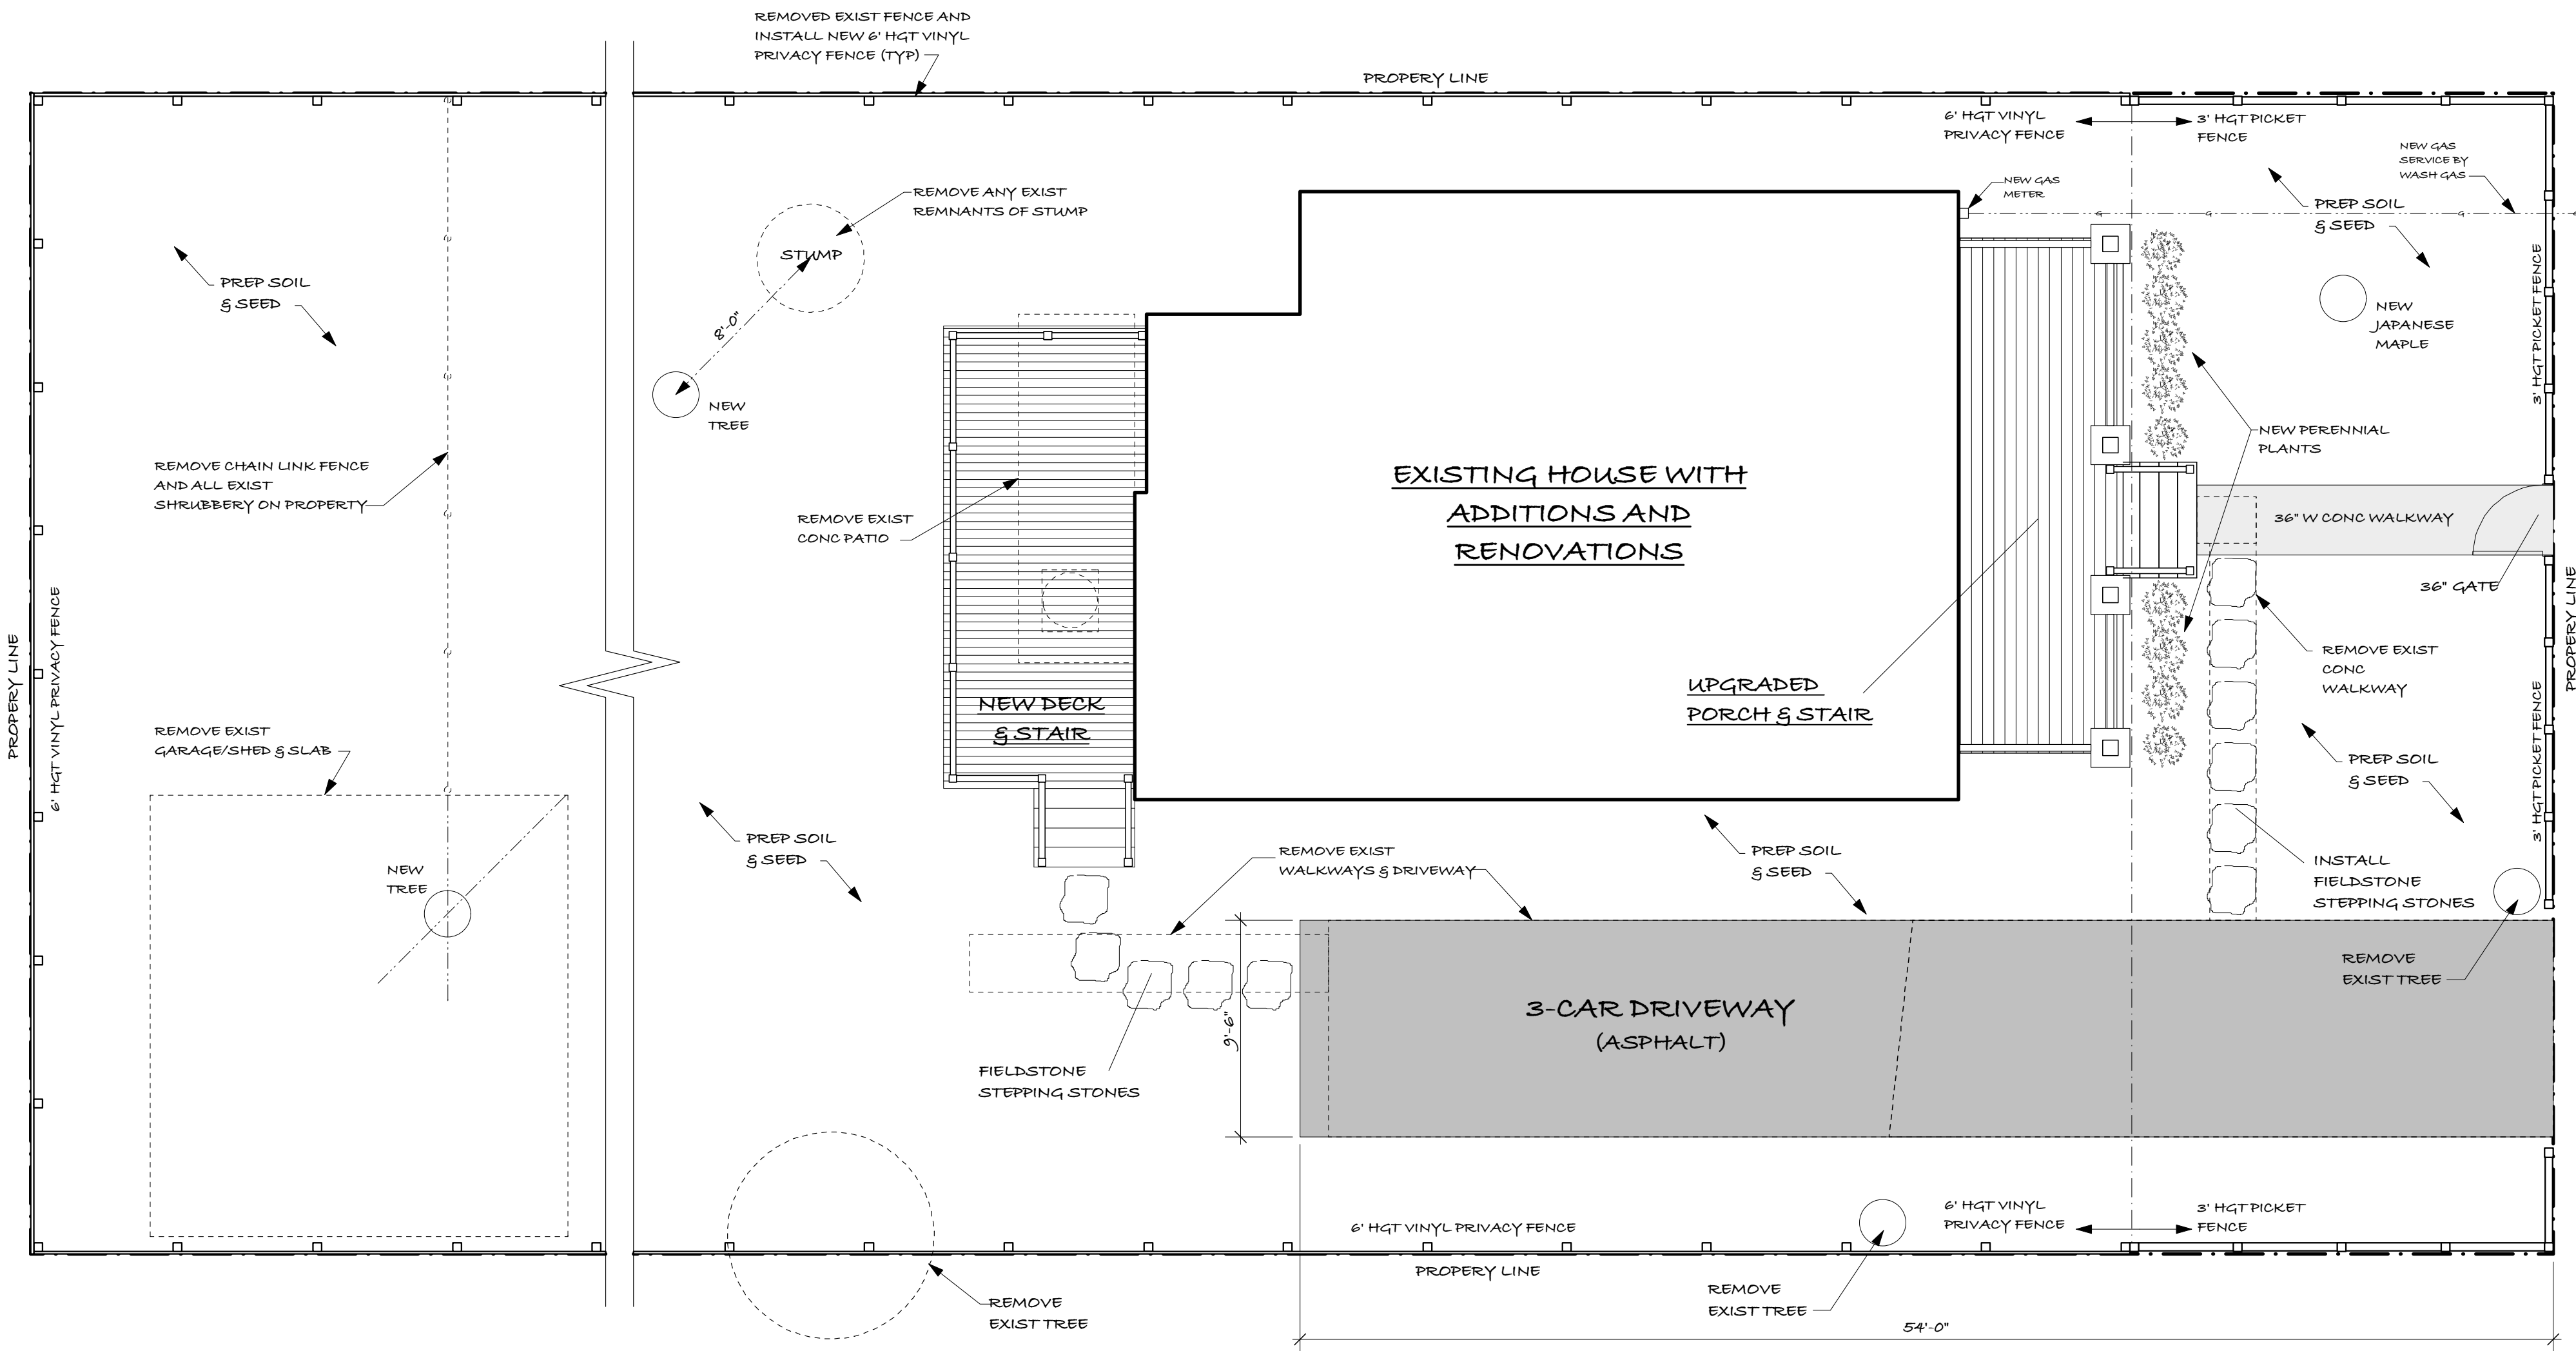 REMOVED EXIST FENCE AND
INSTALL NEW 6' HGT VINYL
PRIVACY FENCE (TYP)
PROPERY LINE
6' HGT VINYL
PRIVACY FENCE
3' HGT PICKET
FENCE
NEW GAS
SERVICE BY
WASH GAS
NEW GAS
METER
G
G
G
G
PREP SOIL
& SEED
REMOVE ANY EXIST
REMNANTS OF STUMP
STUMP
8'-0"
NEW
TREE
PREP SOIL
& SEED
3' HGT PICKET FENCE
NEW
JAPANESE
MAPLE
NEW PERENNIAL
PLANTS
REMOVE CHAIN LINK FENCE
AND ALL EXIST
SHRUBBERY ON PROPERTY
REMOVE EXIST
CONC PATIO
EXISTING HOUSE WITH
ADDITIONS AND
RENOVATIONS
36" W CONC WALKWAY
36" GATE
PROPERY LINE
PROPERY LINE
6' HGT VINYL PRIVACY FENCE
REMOVE EXIST
CONC
WALKWAY
UPGRADED
PORCH & STAIR
NEW DECK
& STAIR
REMOVE EXIST
GARAGE/SHED & SLAB
3' HGT PICKET FENCE
PREP SOIL
& SEED
PREP SOIL
& SEED
REMOVE EXIST
WALKWAYS & DRIVEWAY
PREP SOIL
& SEED
INSTALL
FIELDSTONE
STEPPING STONES
NEW
TREE
REMOVE
EXIST TREE
9'-6"
3-CAR DRIVEWAY
(ASPHALT)
FIELDSTONE
STEPPING STONES
6' HGT VINYL PRIVACY FENCE
6' HGT VINYL
PRIVACY FENCE
3' HGT PICKET
FENCE
PROPERY LINE
REMOVE
EXIST TREE
REMOVE
EXIST TREE
54'-0"